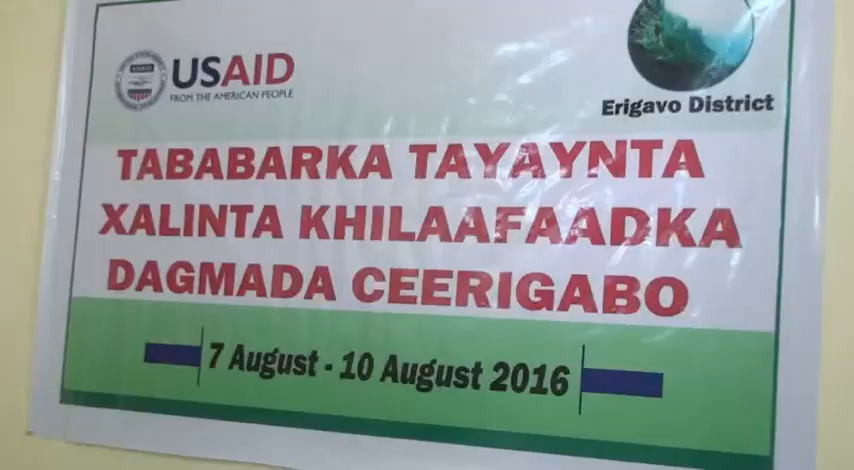 USAID
FROM THE AMERICAN PEOPLE
Erigavo District
TABABARKA TAYAYNTA
XALINTA KHILAAFAADKA
DAGMADA CEERIGABO
7 August - 10 August 2016